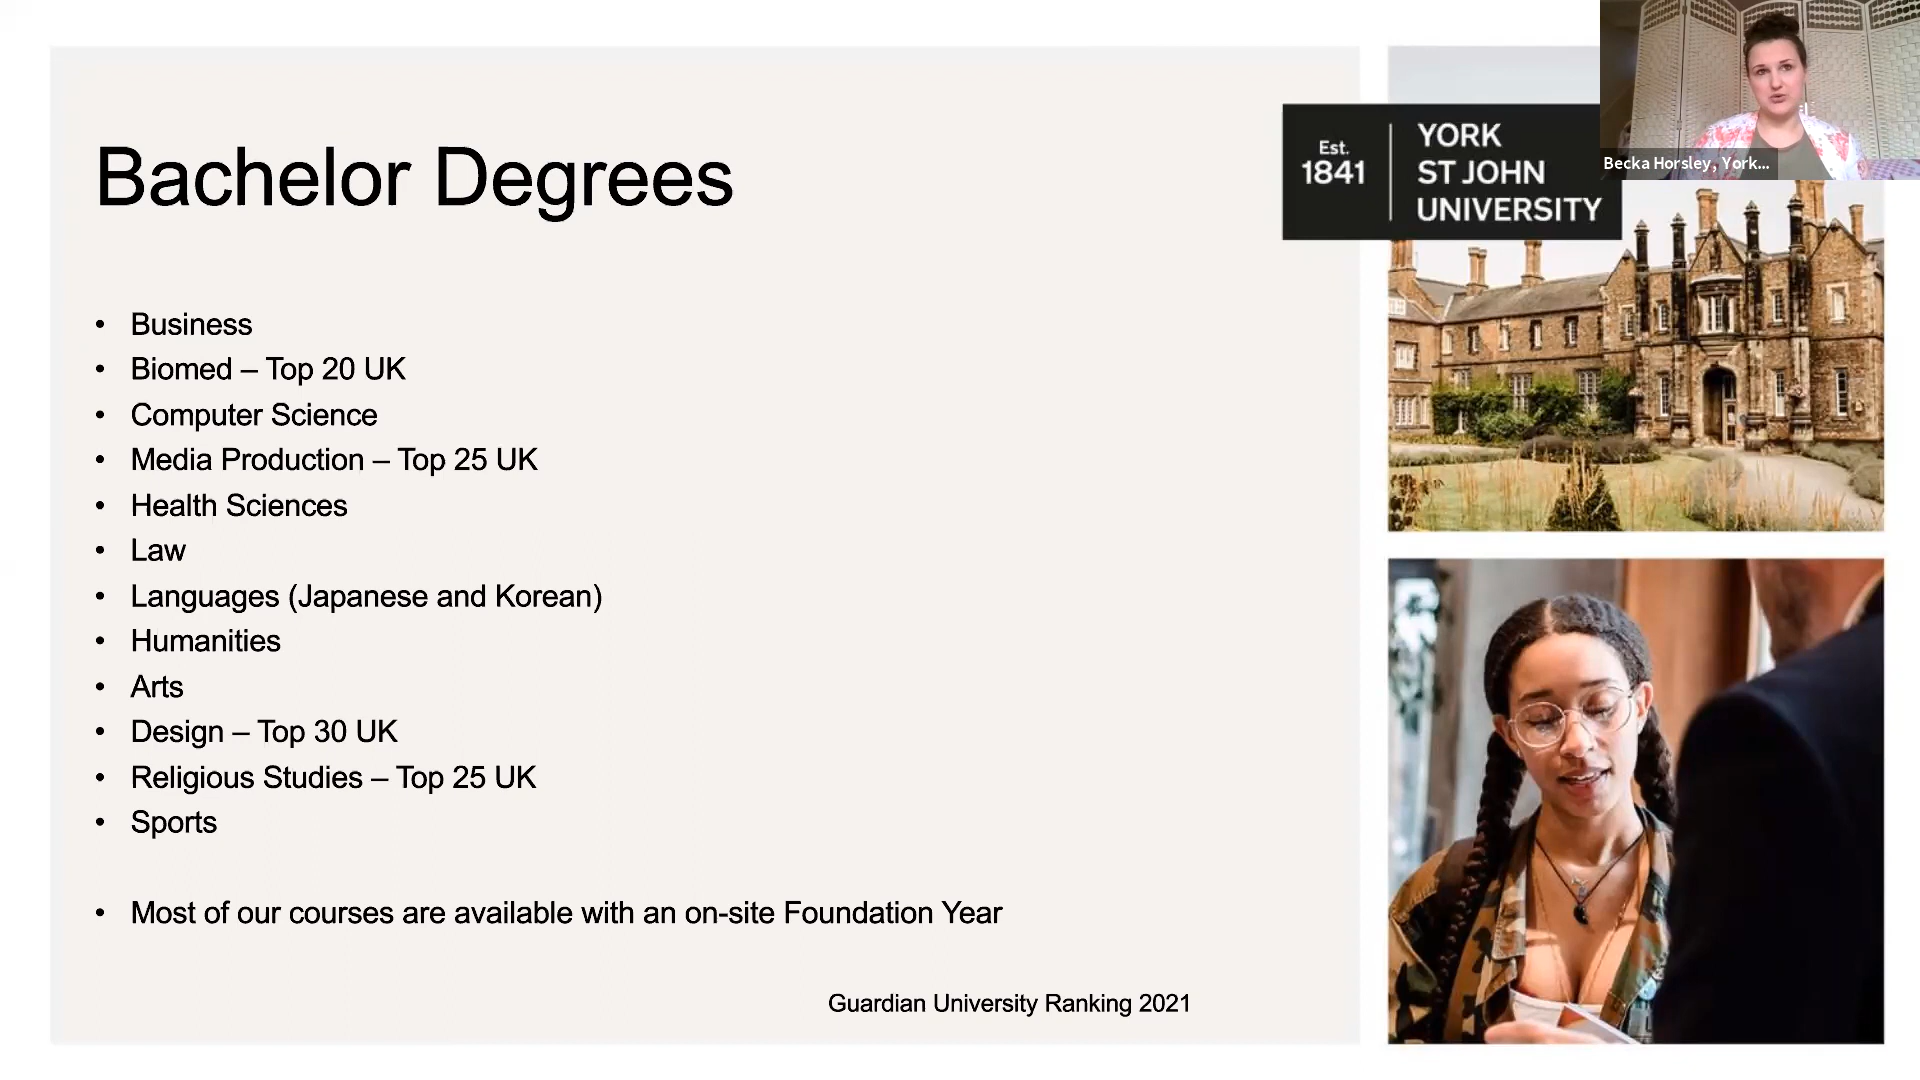 Bachelor Degrees
• Business
• Biomed – Top 20 UK
• Computer Science
• Media Production – Top 25 UK
• Health Sciences
• Law
• Languages (Japanese and Korean)
• Humanities
• Arts
• Design – Top 30 UK
• Religious Studies – Top 25 UK
• Sports
• Most of our courses are available with an on-site Foundation Year
Guardian University Ranking 2021
Est.
1841
YORK
ST JOHN
UNIVERSITY
Becka Horsley, York...